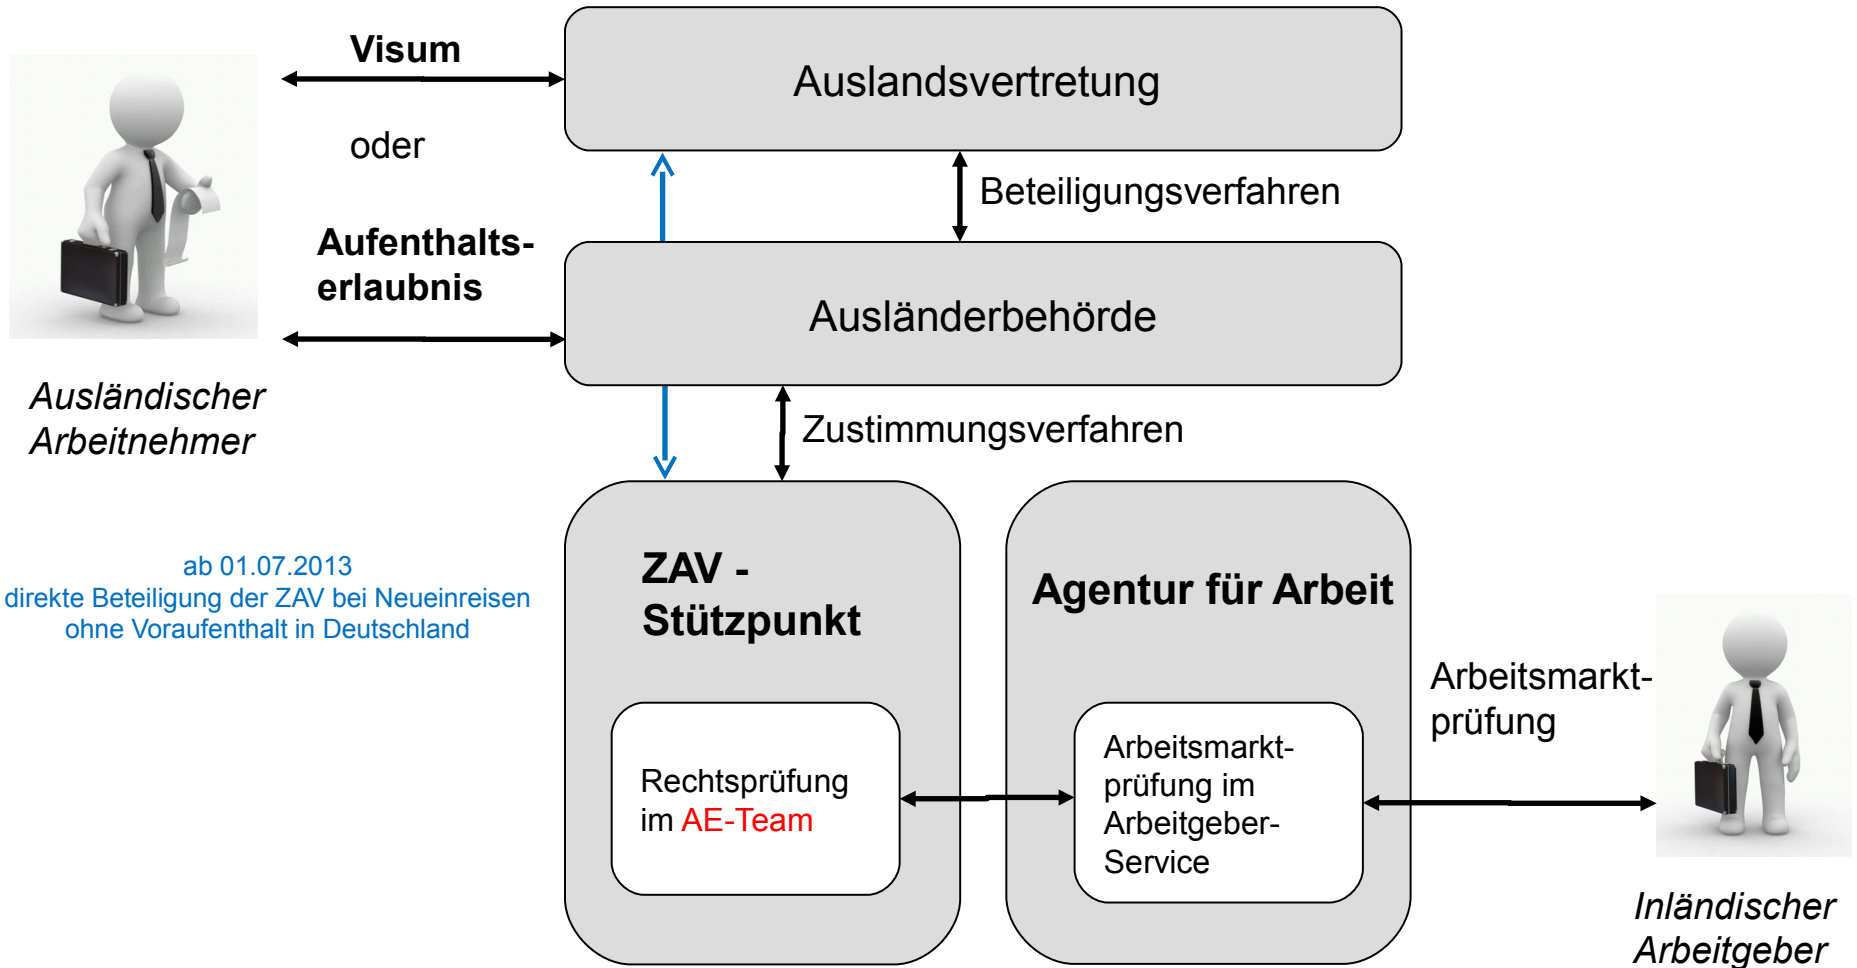 Visum
Auslandsvertretung
oder
Beteiligungsverfahren
Aufenthalts-
erlaubnis
Ausländerbehörde
Ausländischer
Arbeitnehmer
Zustimmungsverfahren
ab 01.07.2013
direkte Beteiligung der ZAV bei Neueinreisen
ohne Voraufenthalt in Deutschland
ZAV -
Stützpunkt
Agentur für Arbeit
Rechtsprüfung
im AE-Team
Arbeitsmarkt-
prüfung im
Arbeitgeber-
Service
Arbeitsmarkt-
prüfung
Inländischer
Arbeitgeber